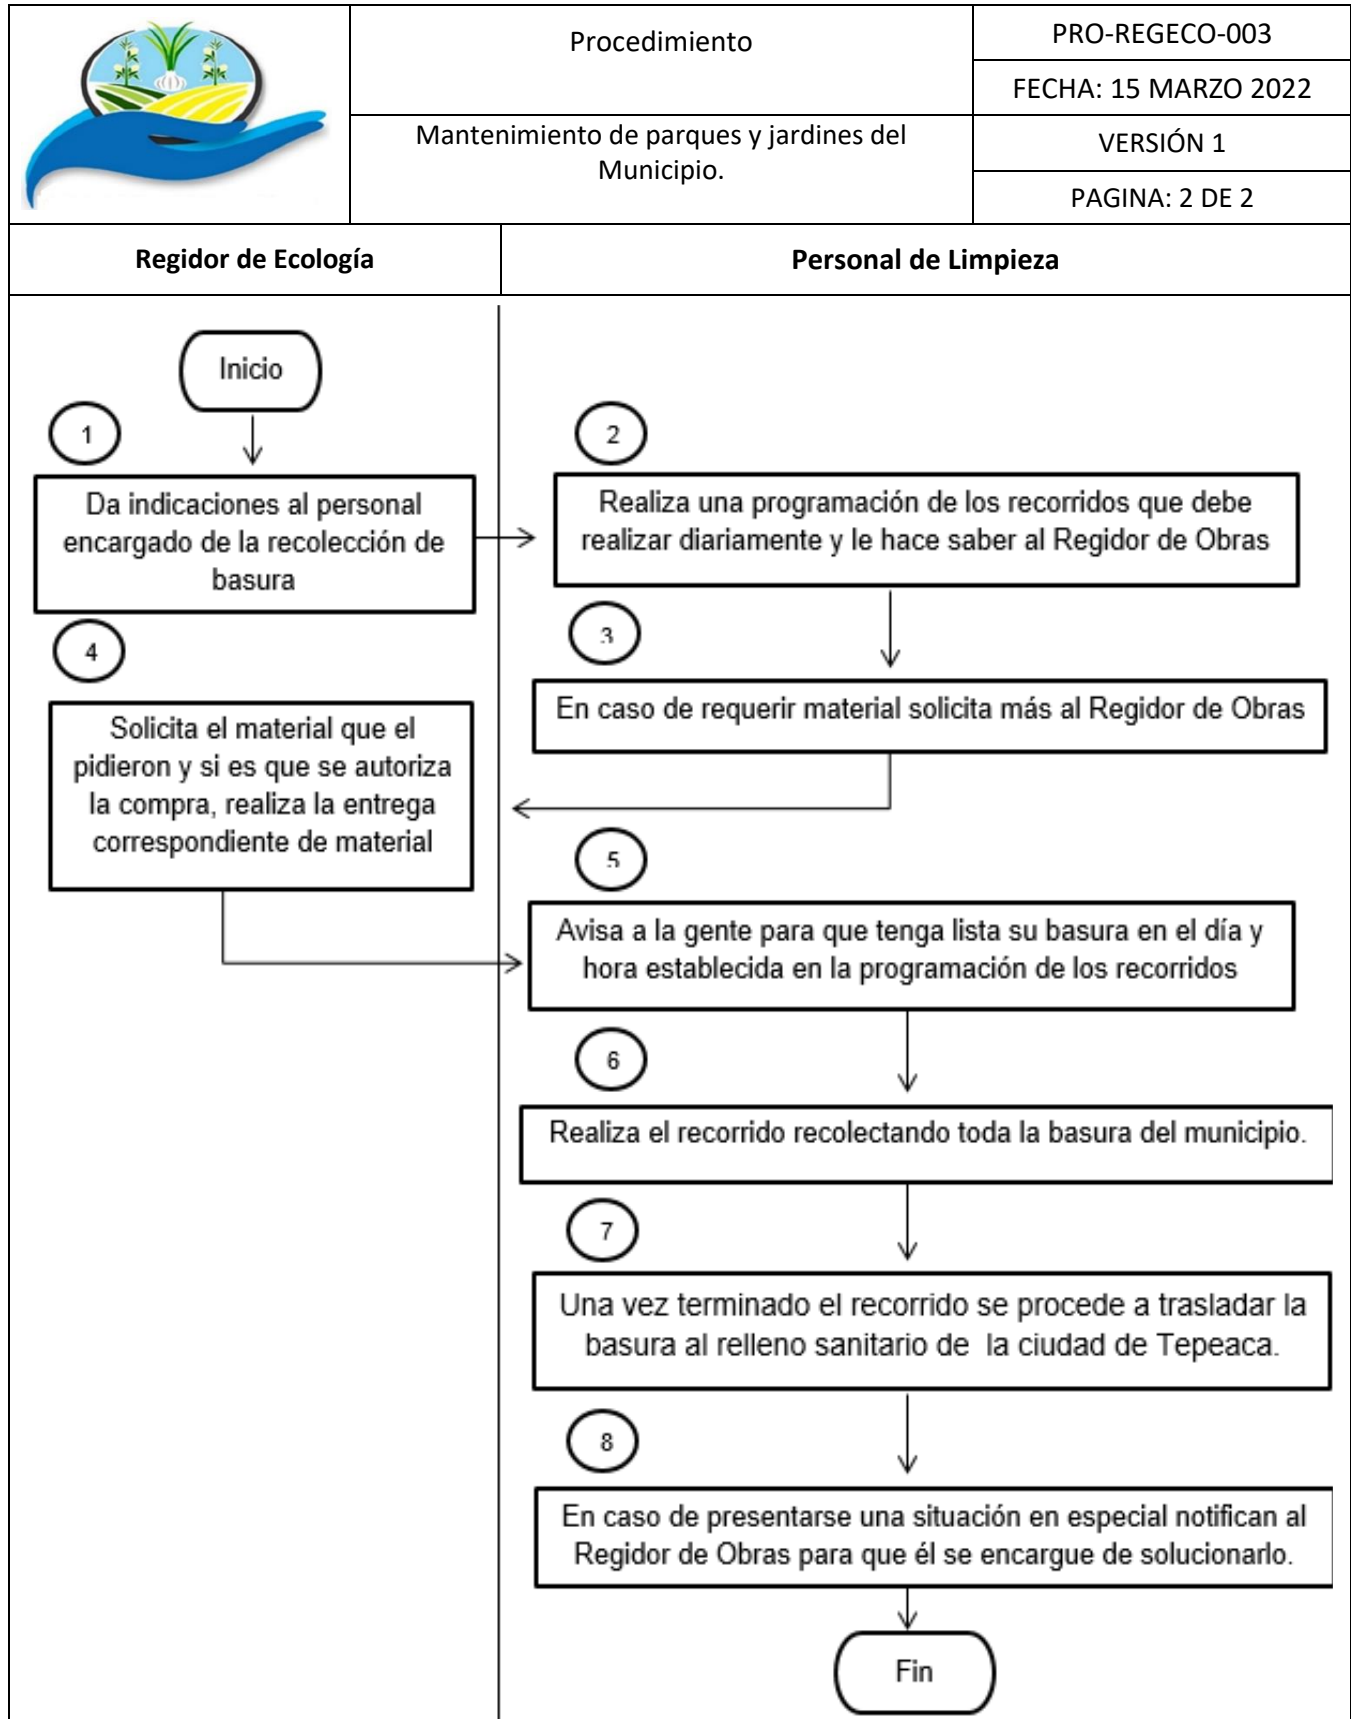 Procedimiento
PRO-REGECO-003
FECHA: 15 MARZO 2022
Mantenimiento de parques y jardines del
Municipio.
VERSIÓN 1
PAGINA: 2 DE 2
Regidor de Ecología
Personal de Limpieza
Inicio
1
Da indicaciones al personal
encargado de la recolección de
basura
2
Realiza una programación de los recorridos que debe
realizar diariamente y le hace saber al Regidor de Obras
3
En caso de requerir material solicita más al Regidor de Obras
4
Solicita el material que el
pidieron y si es que se autoriza
la compra, realiza la entrega
correspondiente de material
5
Avisa a la gente para que tenga lista su basura en el día y
hora establecida en la programación de los recorridos
6
Realiza el recorrido recolectando toda la basura del municipio.
7
Una vez terminado el recorrido se procede a trasladar la
basura al relleno sanitario de la ciudad de Tepeaca.
8
En caso de presentarse una situación en especial notifican al
Regidor de Obras para que él se encargue de solucionarlo.
Fin